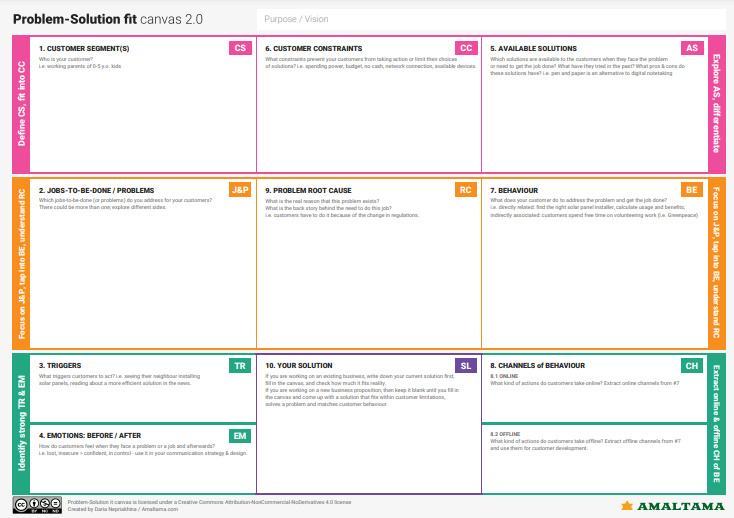 Problem-Solution fit canvas 2.0
Purpose / Vision
Define CS, fit into CC
1. CUSTOMER SEGMENT(S)
CS
Who is your customer?
i.e. working parents of 0-5 y.o. kids
6. CUSTOMER CONSTRAINTS
CC
What constraints prevent your customers from taking action or limit their choices
of solutions? i.e. spending power, budget, no cash, network connection, available devices.
5. AVAILABLE SOLUTIONS
AS
Which solutions are available to the customers when they face the problem
or need to get the job done? What have they tried in the past? What pros & cons do
these solutions have? i.e. pen and paper is an alternative to digital notetaking
Explore AS, differentiate
Focus on J&P, tap into BE, understand RC
2. JOBS-TO-BE-DONE / PROBLEMS
J&P
Which jobs-to-be-done (or problems) do you address for your customers?
There could be more than one; explore different sides.
9. PROBLEM ROOT CAUSE
RC
What is the real reason that this problem exists?
What is the back story behind the need to do this job?
i.e. customers have to do it because of the change in regulations.
7. BEHAVIOUR
BE
What does your customer do to address the problem and get the job done?
i.e. directly related: find the right solar panel installer, calculate usage and benefits;
indirectly associated: customers spend free time on volunteering work (i.e. Greenpeace)
Focus on J&P, tap into BE, understand RC
Identify strong TR & EM
3. TRIGGERS
TR
What triggers customers to act? i.e. seeing their neighbour installing
solar panels, reading about a more efficient solution in the news.
4. EMOTIONS: BEFORE / AFTER
EM
How do customers feel when they face a problem or a job and afterwards?
i.e. lost, insecure > confident, in control - use it in your communication strategy & design.
10. YOUR SOLUTION
SL
If you are working on an existing business, write down your current solution first,
fill in the canvas, and check how much it fits reality.
If you are working on a new business proposition, then keep it blank until you fill in
the canvas and come up with a solution that fits within customer limitations,
solves a problem and matches customer behaviour.
8. CHANNELS of BEHAVIOUR
CH
8.1 ONLINE
What kind of actions do customers take online? Extract online channels from #7
8.2 OFFLINE
What kind of actions do customers take offline? Extract offline channels from #7
and use them for customer development.
Extract online & offline CH of BE
CC
BY NC ND
Problem-Solution fit canvas is licensed under a Creative Commons Attribution-NonCommercial-NoDerivatives 4.0 license
Created by Daria Nepriakhina / Amaltama.com
AMALTAMA